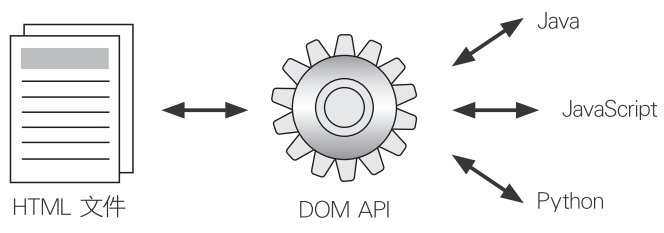 Java
JavaScript
Python
HTML 文件
DOM API